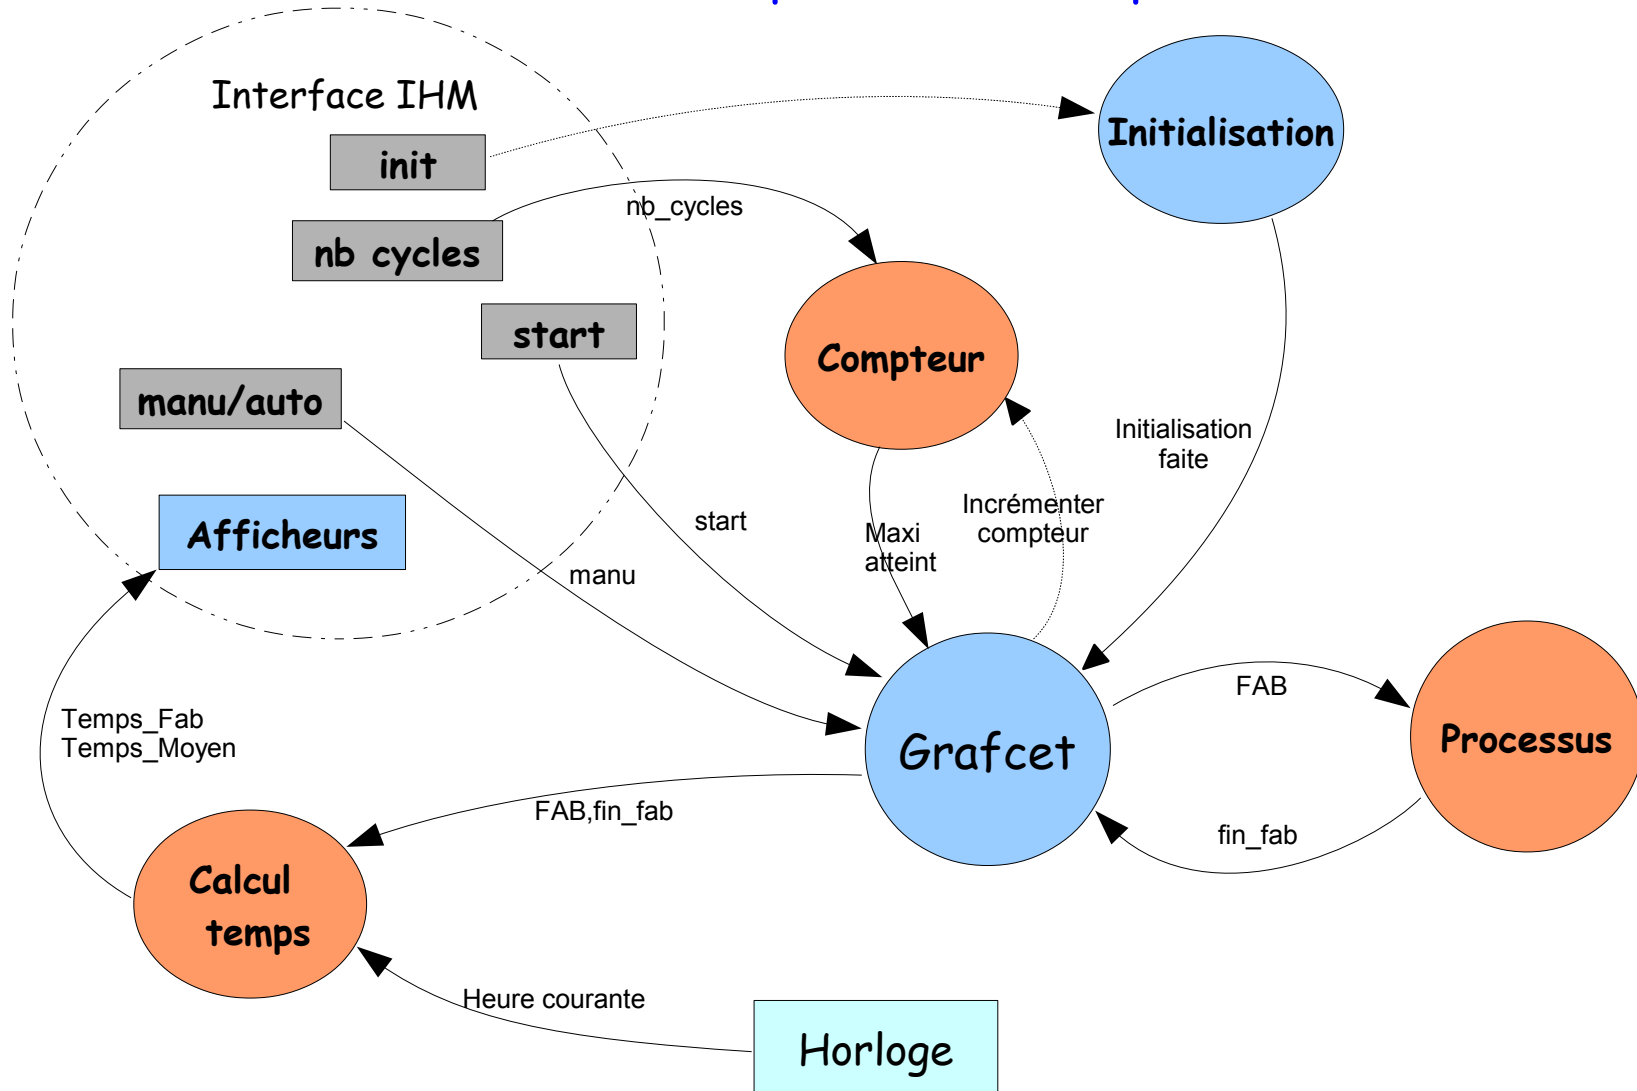 Interface IHM
init
Initialisation
nb_cycles
nb cycles
start
Compteur
manu/auto
Initialisation
faite
Incrémenter
compteur
start
Maxi
atteint
Afficheurs
manu
FAB
Temps_Fab
Temps_Moyen
Grafcet
Processus
FAB,fin_fab
fin_fab
Calcul
temps
Heure courante
Horloge